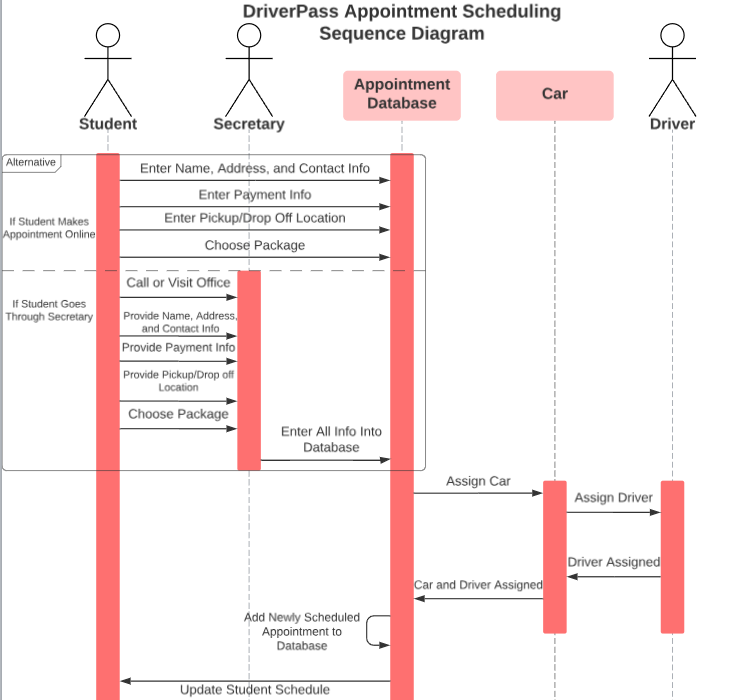 DriverPass Appointment Scheduling
Sequence Diagram
Student
Secretary
Appointment
Database
Car
Driver
Alternative
Enter Name, Address, and Contact Info
Enter Payment Info
Enter Pickup/Drop Off Location
If Student Makes
Appointment Online
Choose Package
Call or Visit Office
If Student Goes
Through Secretary
Provide Name, Address,
and Contact Info
Provide Payment Info
Provide Pickup/Drop off
Location
Choose Package
Enter All Info Into
Database
Assign Car
Assign Driver
Driver Assigned
Car and Driver Assigned
Add Newly Scheduled
Appointment to
Database
Update Student Schedule